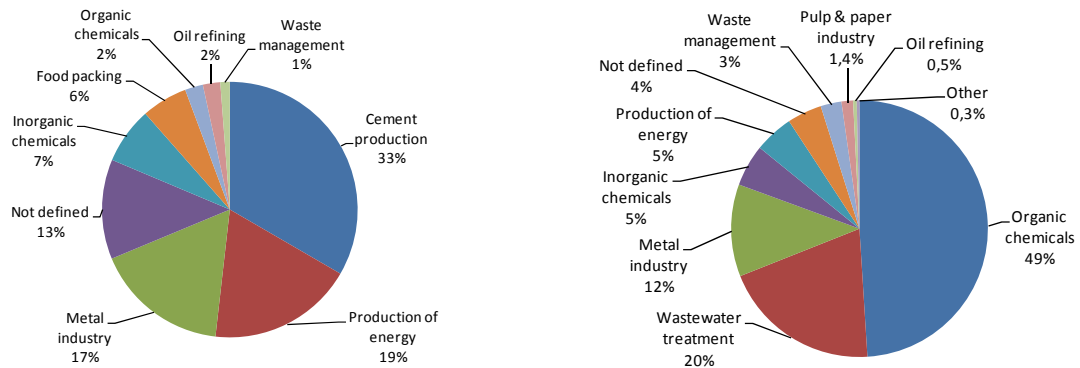 Organic
chemicals
2%
Oil refining
2%
Waste
management
1%
Food packing
6%
Inorganic
chemicals
7%
Not defined
13%
Metal
industry
17%
Production of
energy
19%
Cement
production
33%
Waste
management
3%
Pulp & paper
industry
1,4%
Oil refining
0,5%
Other
0,3%
Not defined
4%
Production of
energy
5%
Inorganic
chemicals
5%
Metal
industry
12%
Wastewater
treatment
20%
Organic
chemicals
49%